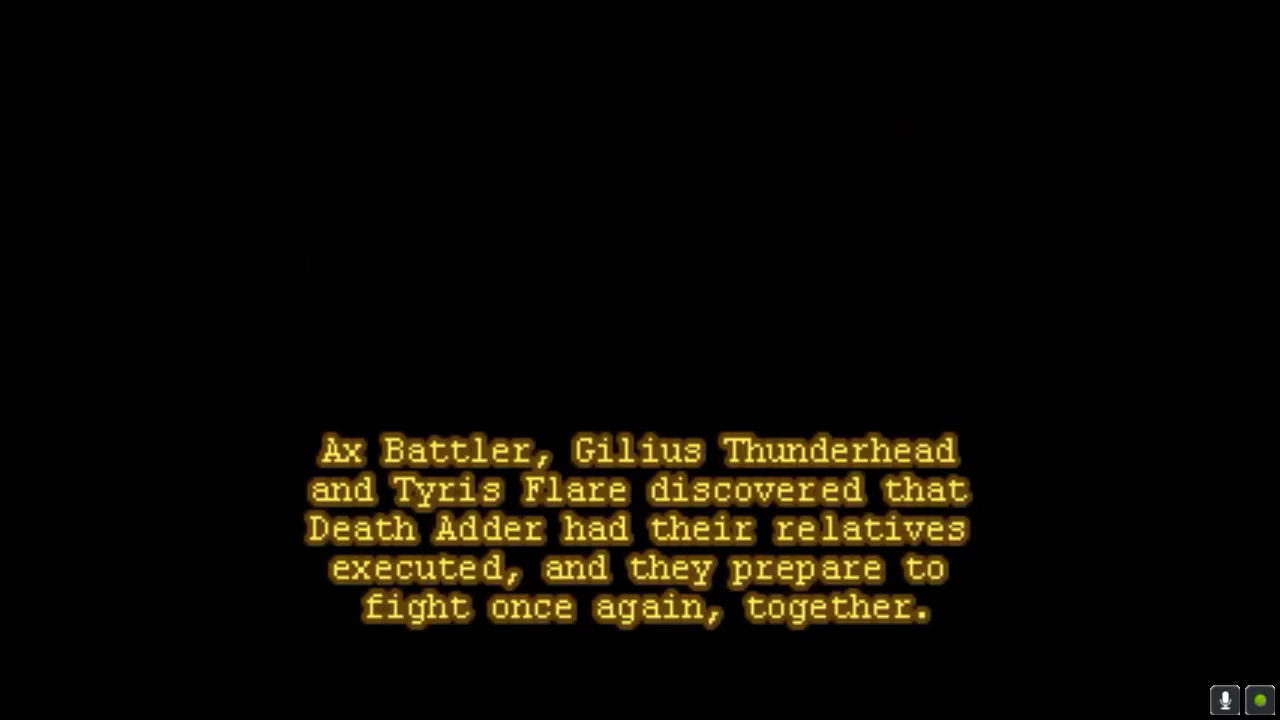 Ax Battler, Gilius Thunderhead
and Tyris Flare discovered that
Death Adder had their relatives
executed, and they prepare to
fight once again, together.